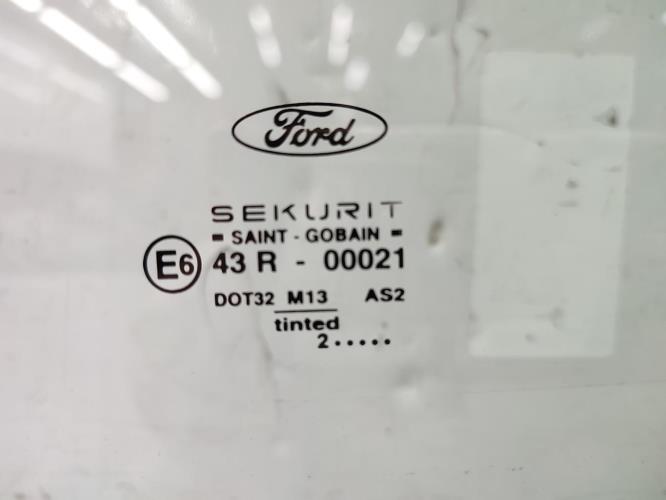 Ford
SEKURIT
SAINT - GOBAIN
E6 43 R - 00021
DOT32 M13 AS2
tinted
2.....